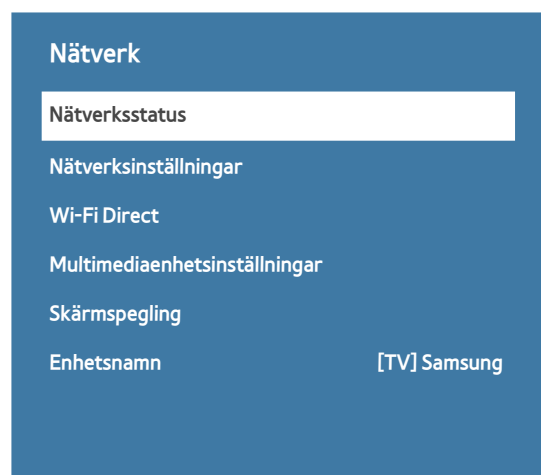 Nätverk
Nätverksstatus
Nätverksinställningar
Wi-Fi Direct
Multimediaenhetsinställningar
Skärmspegling
Enhetsnamn [TV] Samsung